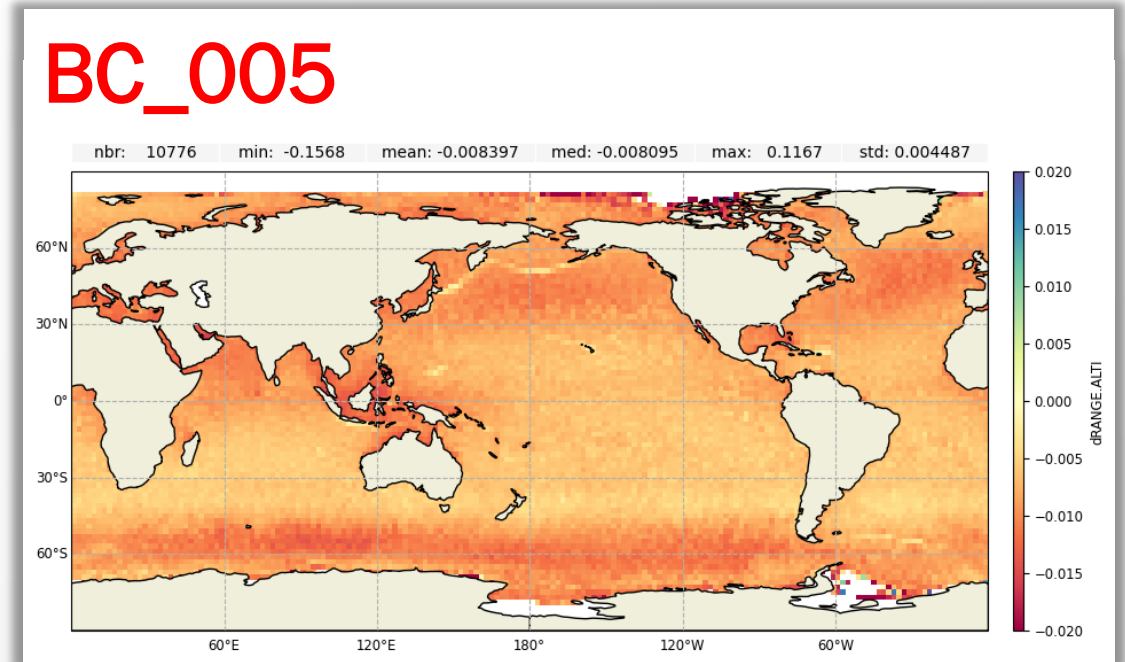 BC_005
nbr: 10776 min: -0.1568 mean: -0.008397 med: -0.008095 max: 0.1167 std: 0.004487
0.020
0.015
0.010
0.005
0.000
−0.005
−0.010
−0.015
−0.020
dRANGE.ALTI
60°N
30°N
0°
30°S
60°S
60°E 120°E 180° 120°W 60°W